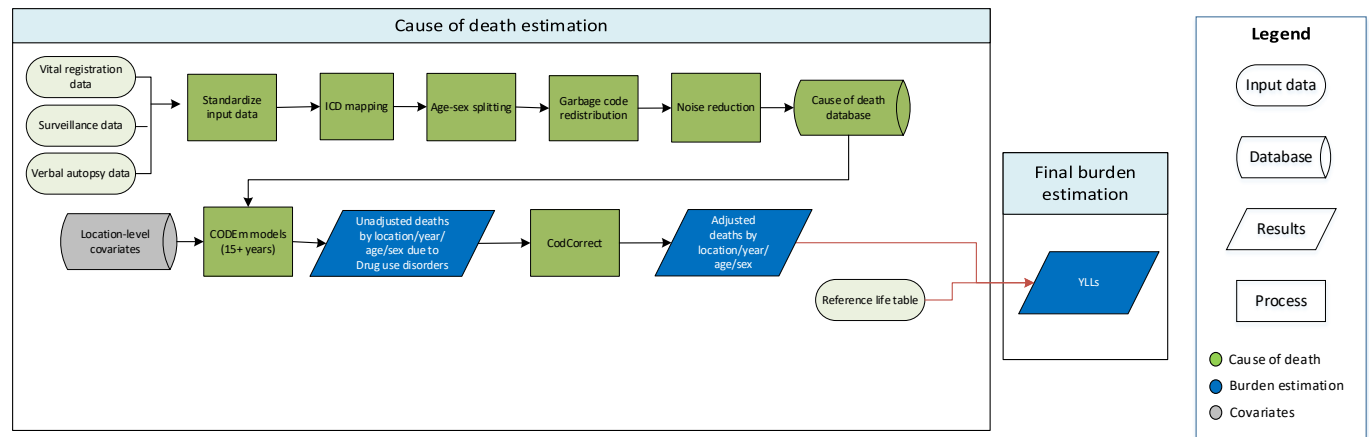 Cause of death estimation
Vital registration
data
Surveillance data
Verbal autopsy data
Standardize
input data
ICD mapping
Age-sex splitting
Garbage code
redistribution
Noise reduction
Cause of death
database
Location-level
covariates
CODEm models
(15+ years)
Unadjusted deaths
by location/year/
age/sex due to
Drug use disorders
CodCorrect
Adjusted
deaths by
location/year/
age/sex
Reference life table
Final burden
estimation
YLLs
Legend
Input data
Database
Results
Process
Cause of death
Burden estimation
Covariates